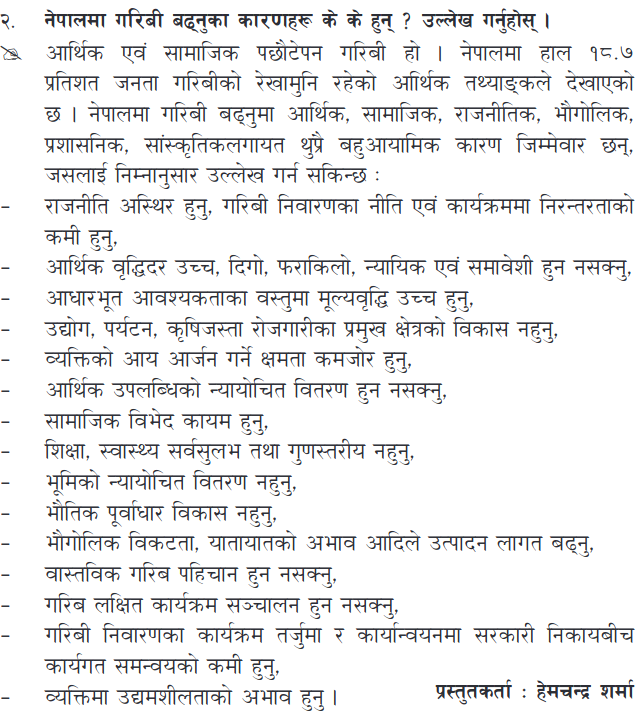 २. नेपालमा गरिबी बढ्नुका कारणहरू के के हुन् ? उल्लेख गर्नुहोस् ।
आर्थिक एवं सामाजिक पछौटेपन गरिबी हो । नेपालमा हाल १८.७
प्रतिशत जनता गरिबीको रेखामुनि रहेको आर्थिक तथ्याङ्कले देखाएको
छ । नेपालमा गरिबी बढ्नुमा आर्थिक, सामाजिक, राजनीतिक, भौगोलिक,
प्रशासनिक, सांस्कृतिकलगायत थुप्रै बहुआयामिक कारण जिम्मेवार छन्,
जसलाई निम्नानुसार उल्लेख गर्न सकिन्छ :
- राजनीति अस्थिर हुनु, गरिबी निवारणका नीति एवं कार्यक्रममा निरन्तरताको
कमी हुनु,
- आर्थिक वृद्धिदर उच्च, दिगो, फराकिलो, न्यायिक एवं समावेशी हुन नसक्नु,
- आधारभूत आवश्यकताका वस्तुमा मूल्यवृद्धि उच्च हुनु,
- उद्योग, पर्यटन, कृषिजस्ता रोजगारीका प्रमुख क्षेत्रको विकास नहुनु,
- व्यक्तिको आय आर्जन गर्ने क्षमता कमजोर हुनु,
- आर्थिक उपलब्धिको न्यायोचित वितरण हुन नसक्नु,
- सामाजिक विभेद कायम हुनु,
- शिक्षा, स्वास्थ्य सर्वसुलभ तथा गुणस्तरीय नहुनु,
- भूमिको न्यायोचित वितरण नहुनु,
- भौतिक पूर्वाधार विकास नहुनु,
- भौगोलिक विकटता, यातायातको अभाव आदिले उत्पादन लागत बढ्नु,
- वास्तविक गरिब पहिचान हुन नसक्नु,
- गरिब लक्षित कार्यक्रम सञ्चालन हुन नसक्नु,
- गरिबी निवारणका कार्यक्रम तर्जुमा र कार्यान्वयनमा सरकारी निकायबीच
कार्यगत समन्वयको कमी हुनु,
- व्यक्तिमा उद्यमशीलताको अभाव हुनु ।
प्रस्तुतकर्ता : हेमचन्द्र शर्मा